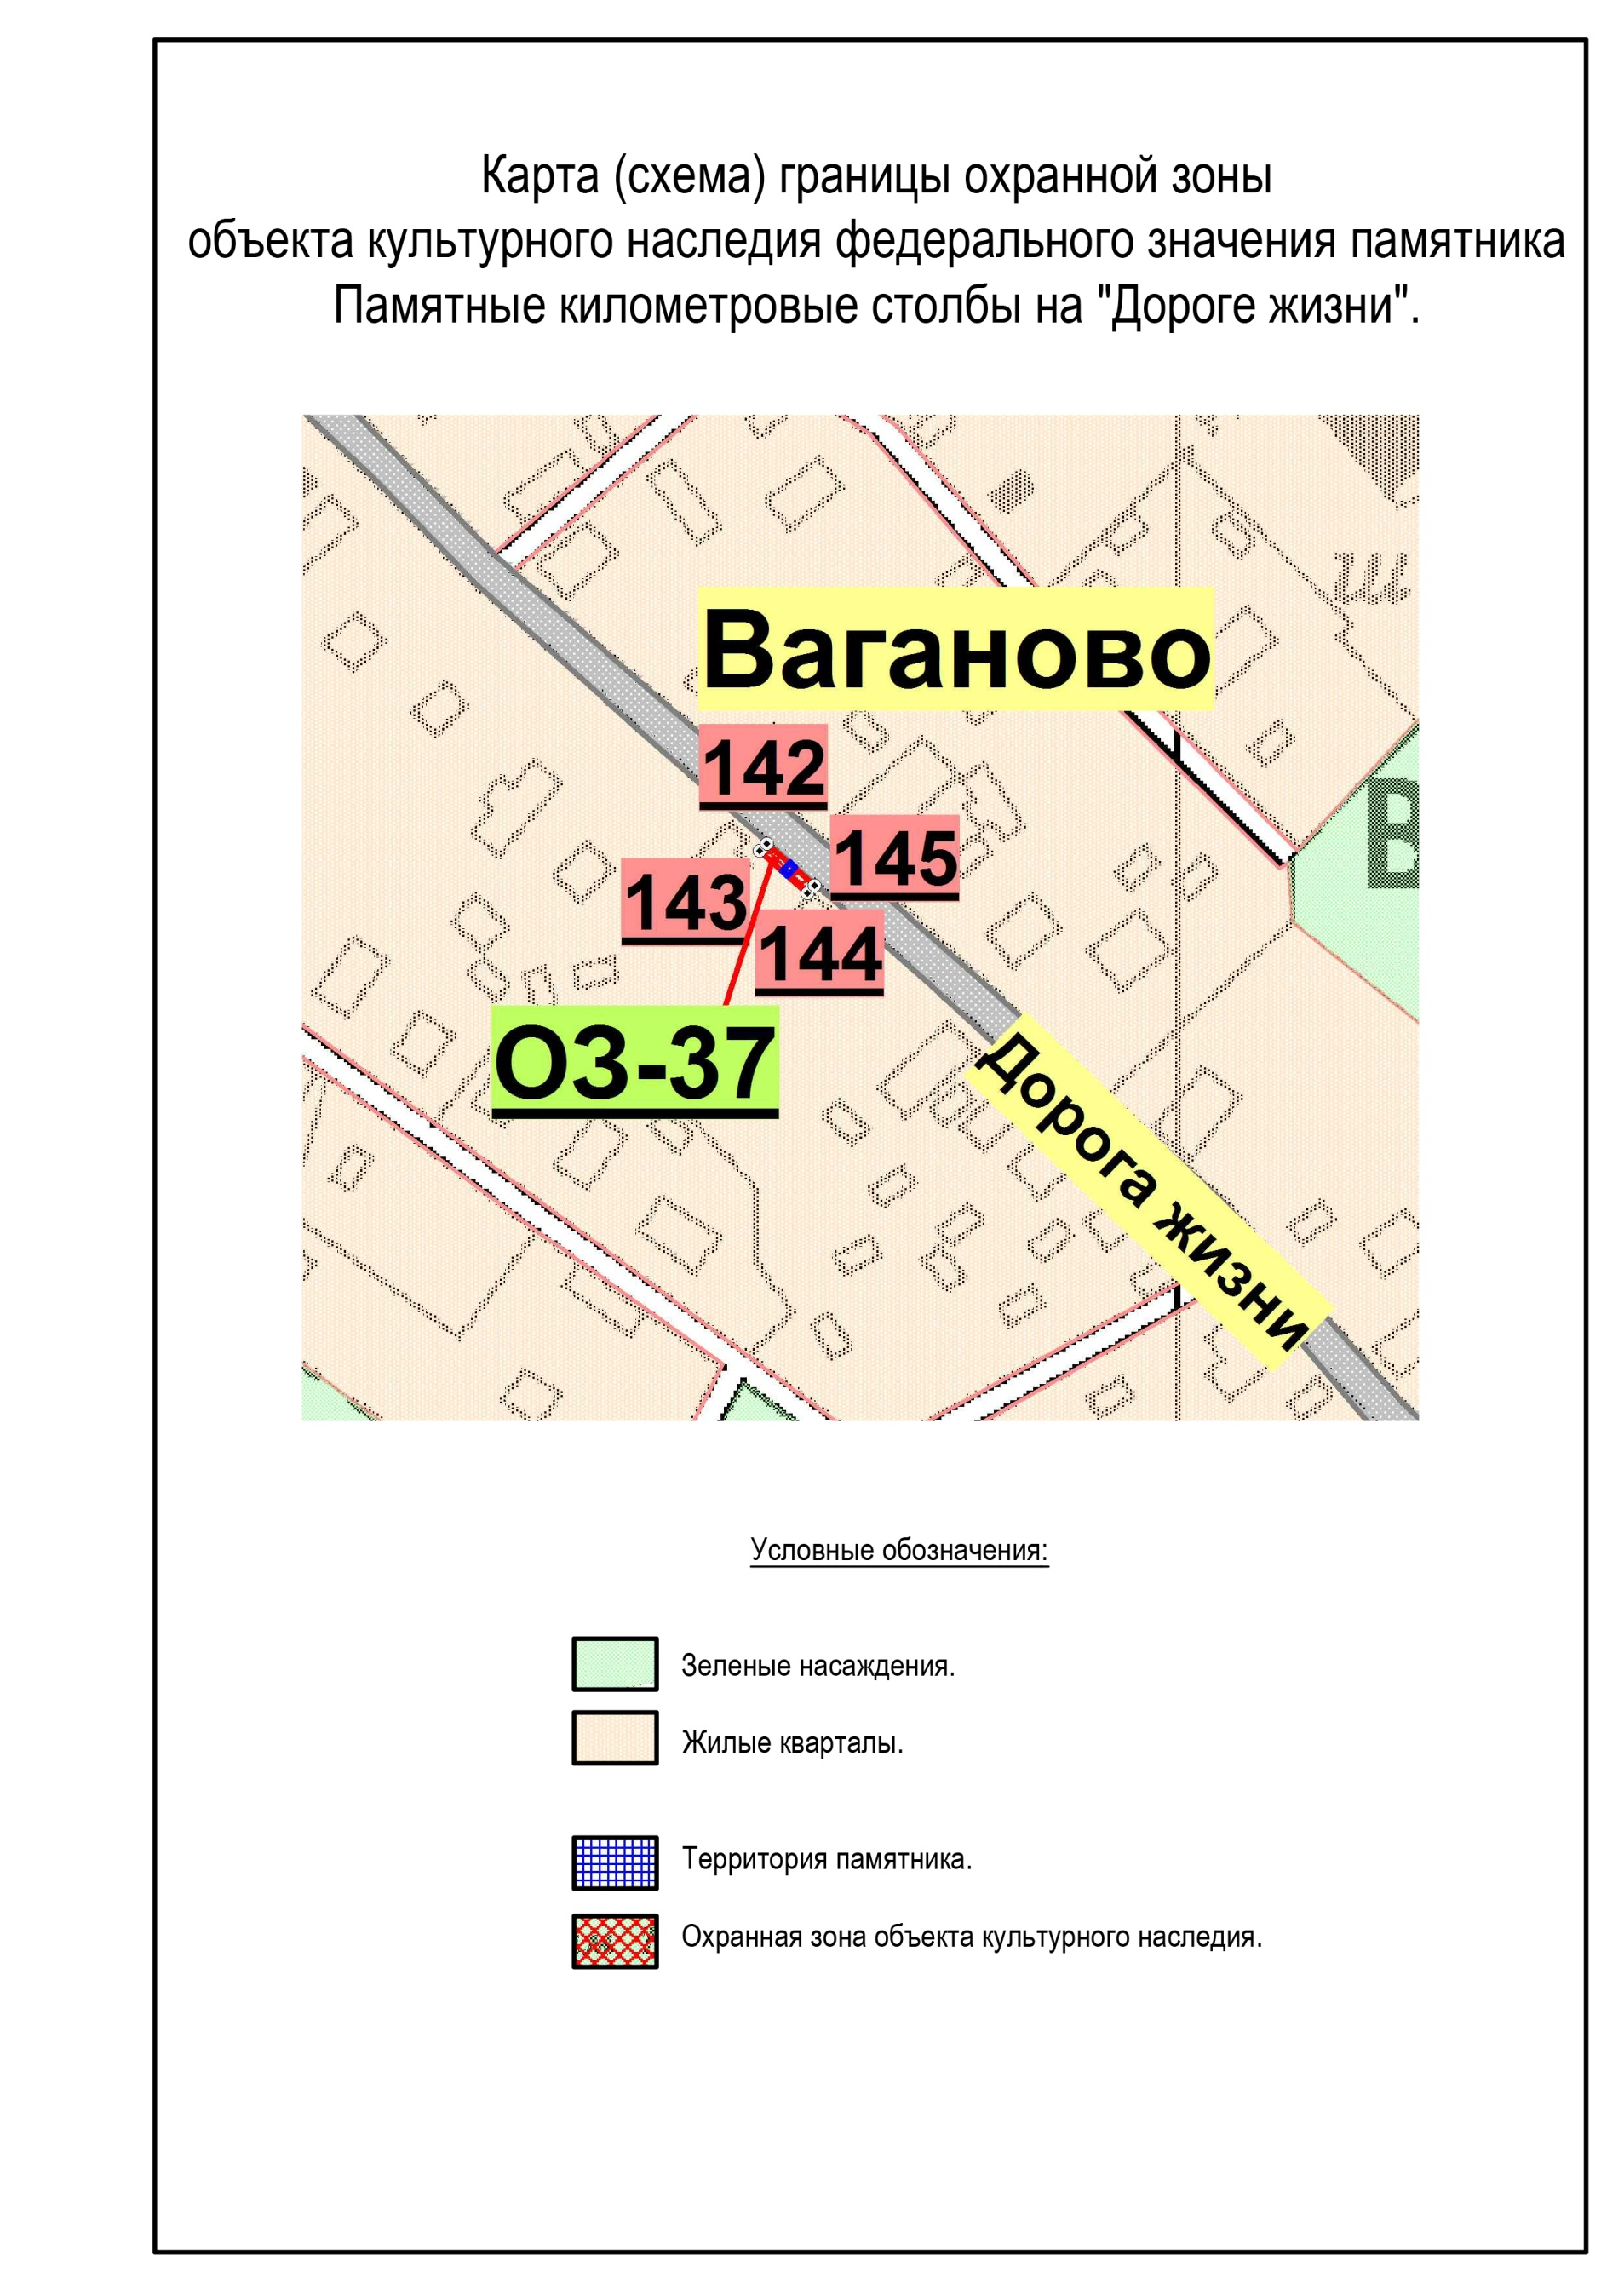 Карта (схема) границы охранной зоны
объекта культурного наследия федерального значения памятника
Памятные километровые столбы на "Дороге жизни".
Ваганово
142
145
143
144
ОЗ-37
Дорога жизни
В
Условные обозначения:
Зеленые насаждения.
Жилые кварталы.
Территория памятника.
Охранная зона объекта культурного наследия.